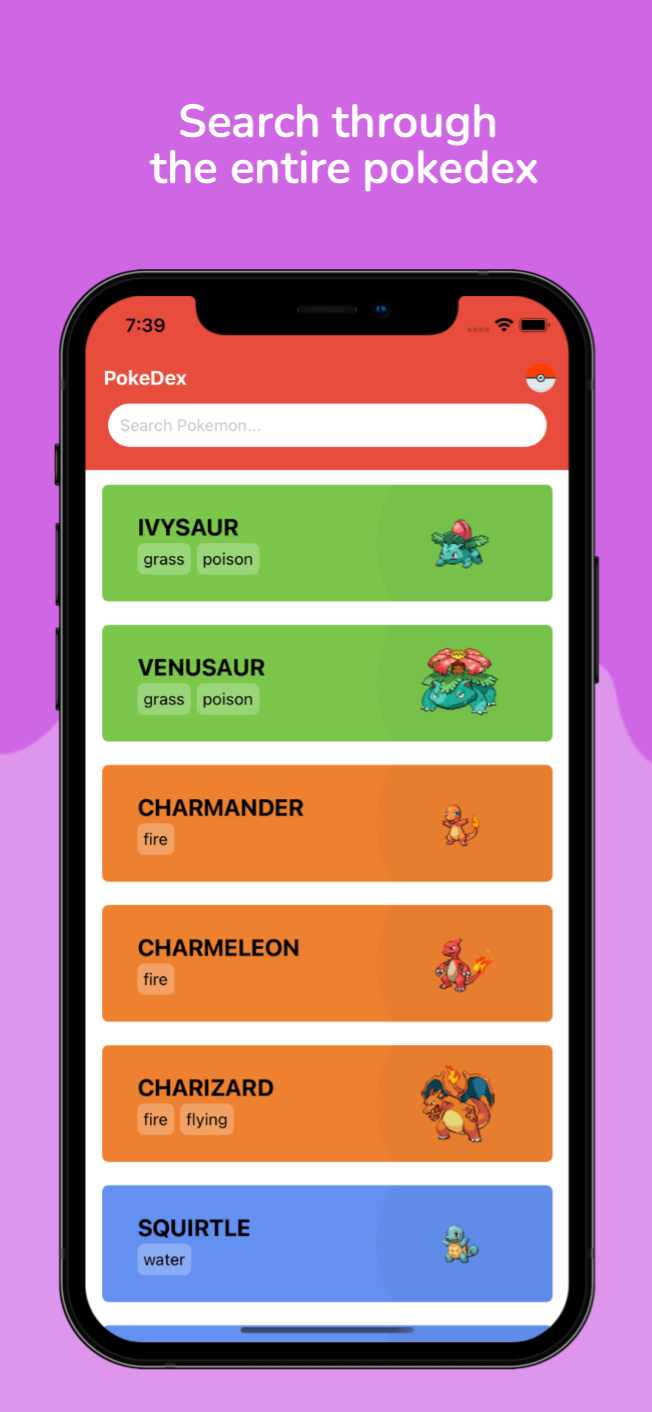 Search through
the entire pokedex
7:39
PokeDex
Search Pokemon...
IVYSAUR
grass poison
VENUSAUR
grass poison
CHARMANDER
fire
CHARMELEON
fire
CHARIZARD
fire flying
SQUIRTLE
water